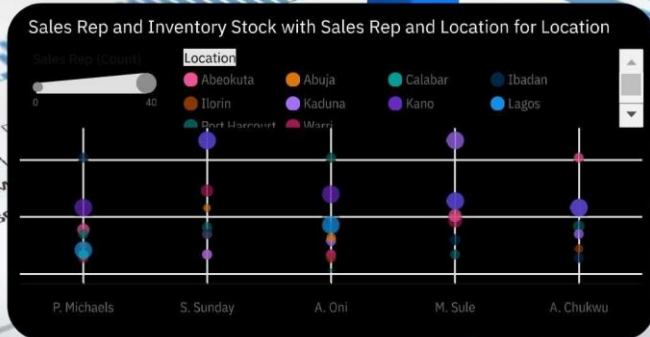 Sales Rep and Inventory Stock with Sales Rep and Location for Location
Sales Rep (Count)
0 40
Location
Abeokuta Abuja Calabar Ibadan
Ilorin Kaduna Kano Lagos
Port Harcourt Warri
P. Michaels S. Sunday A. Oni M. Sule A. Chukwu